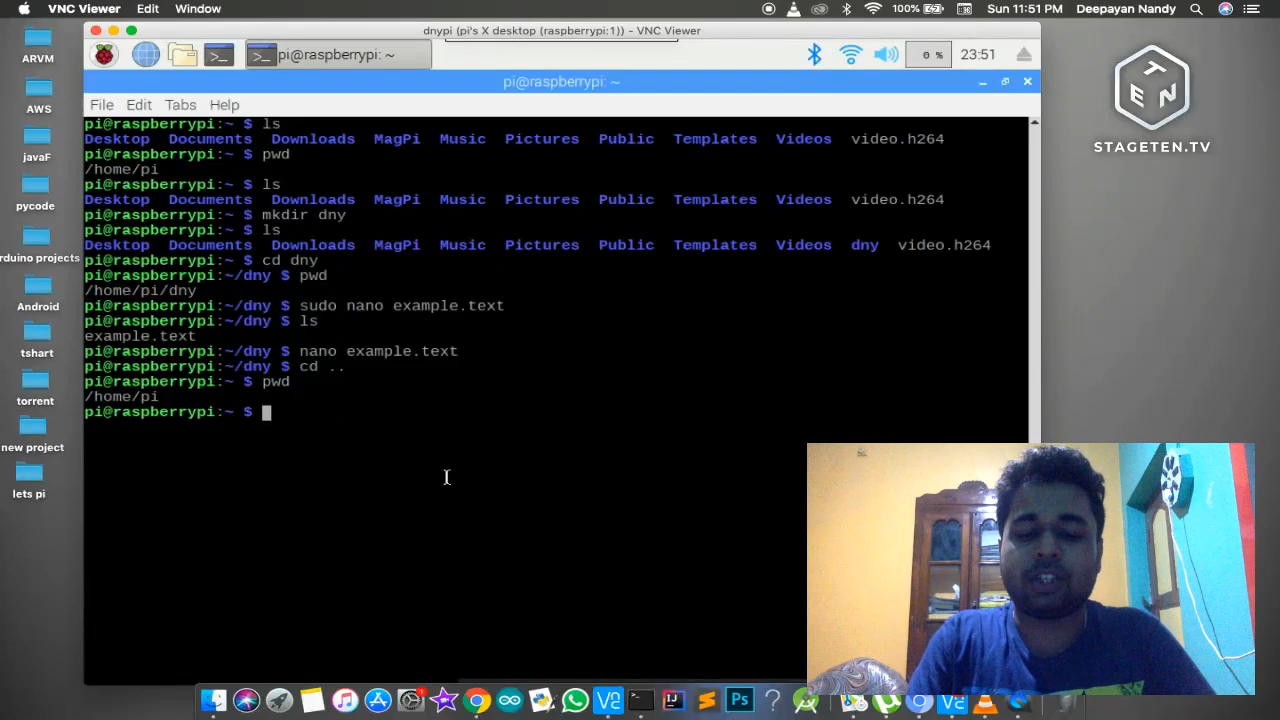 VNC Viewer Edit Window 100% Sun 11:51 PM Deepayan Nandy
dnypi (pi's X desktop (raspberrypi:1)) - VNC Viewer
pi@raspberrypi: ~ 0 % 23:51
pi@raspberrypi: ~
File Edit Tabs Help
pi@raspberrypi:~ $ ls
Desktop Documents Downloads MagPi Music Pictures Public Templates Videos video.h264
pi@raspberrypi:~ $ pwd
/home/pi
pi@raspberrypi:~ $ ls
Desktop Documents Downloads MagPi Music Pictures Public Templates Videos video.h264
pi@raspberrypi:~ $ mkdir dny
pi@raspberrypi:~ $ ls
Desktop Documents Downloads MagPi Music Pictures Public Templates Videos dny video.h264
pi@raspberrypi:~ $ cd dny
pi@raspberrypi:~/dny $ pwd
/home/pi/dny
pi@raspberrypi:~/dny $ sudo nano example.text
pi@raspberrypi:~/dny $ ls
example.text
pi@raspberrypi:~/dny $ nano example.text
pi@raspberrypi:~/dny $ cd ..
pi@raspberrypi:~ $ pwd
/home/pi
pi@raspberrypi:~ $
ARVM
AWS
javaF
pycode
rduino projects
Android
tshart
torrent
new project
lets pi
TEN
STAGETEN.TV
1
Ps